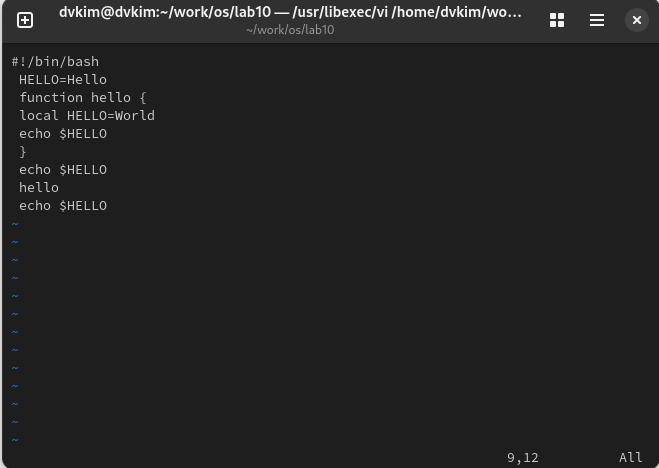 dvkim@dvkim:~/work/os/lab10 — /usr/libexec/vi /home/dvkim/wo...
~/work/os/lab10
#!/bin/bash
HELLO=Hello
function hello {
local HELLO=World
echo $HELLO
}
echo $HELLO
hello
echo $HELLO
~
~
~
~
~
~
~
~
~
~
~
~
~
9,12 All